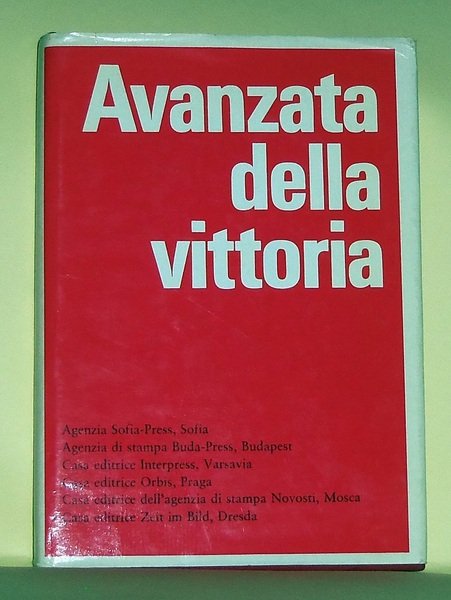 Avanzata
della
vittoria
Agenzia Sofia-Press, Sofia
Agenzia di stampa Buda-Press, Budapest
Casa editrice Interpress, Varsavia
Casa editrice Orbis, Praga
Casa editrice dell'agenzia di stampa Novosti, Mosca
Casa editrice Zeit im Bild, Dresda